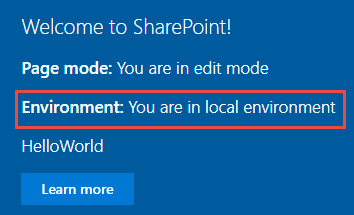 Welcome to SharePoint!
Page mode: You are in edit mode
Environment: You are in local environment
HelloWorld
Learn more